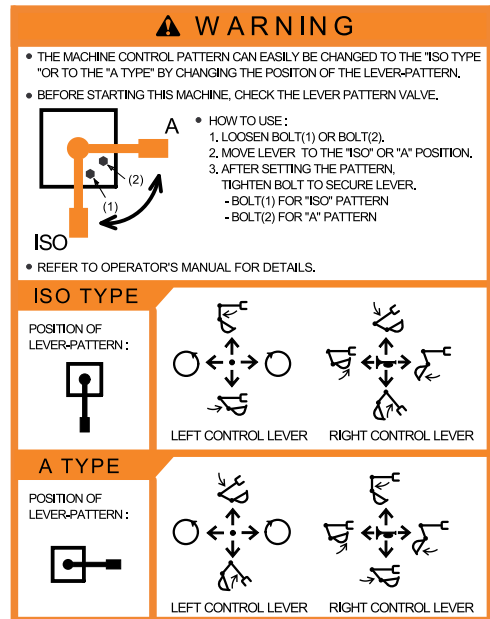 WARNING
• THE MACHINE CONTROL PATTERN CAN EASILY BE CHANGED TO THE "ISO TYPE
"OR TO THE "A TYPE" BY CHANGING THE POSITON OF THE LEVER-PATTERN.
• BEFORE STARTING THIS MACHINE, CHECK THE LEVER PATTERN VALVE.
A
(2)
(1)
ISO
• HOW TO USE :
1. LOOSEN BOLT(1) OR BOLT(2).
2. MOVE LEVER TO THE "ISO" OR "A" POSITION.
3. AFTER SETTING THE PATTERN,
TIGHTEN BOLT TO SECURE LEVER.
- BOLT(1) FOR "ISO" PATTERN
- BOLT(2) FOR "A" PATTERN
• REFER TO OPERATOR'S MANUAL FOR DETAILS.
ISO TYPE
POSITION OF
LEVER-PATTERN :
LEFT CONTROL LEVER
RIGHT CONTROL LEVER
A TYPE
POSITION OF
LEVER-PATTERN :
LEFT CONTROL LEVER
RIGHT CONTROL LEVER